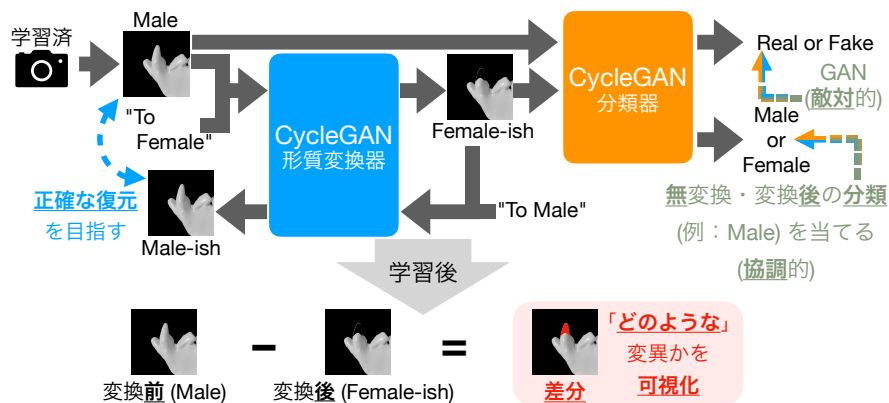 学習済
Male
"To
Female"
CycleGAN
形質変換器
Female-ish
CycleGAN
分類器
Real or Fake
GAN
(敵対的)
Male
or
Female
正確な復元
を目指す
Male-ish
"To Male"
無変換・変換後の分類
(例：Male) を当てる
(協調的)
学習後
変換前 (Male)
変換後 (Female-ish)
=
差分
「どのような」
変異かを
可視化